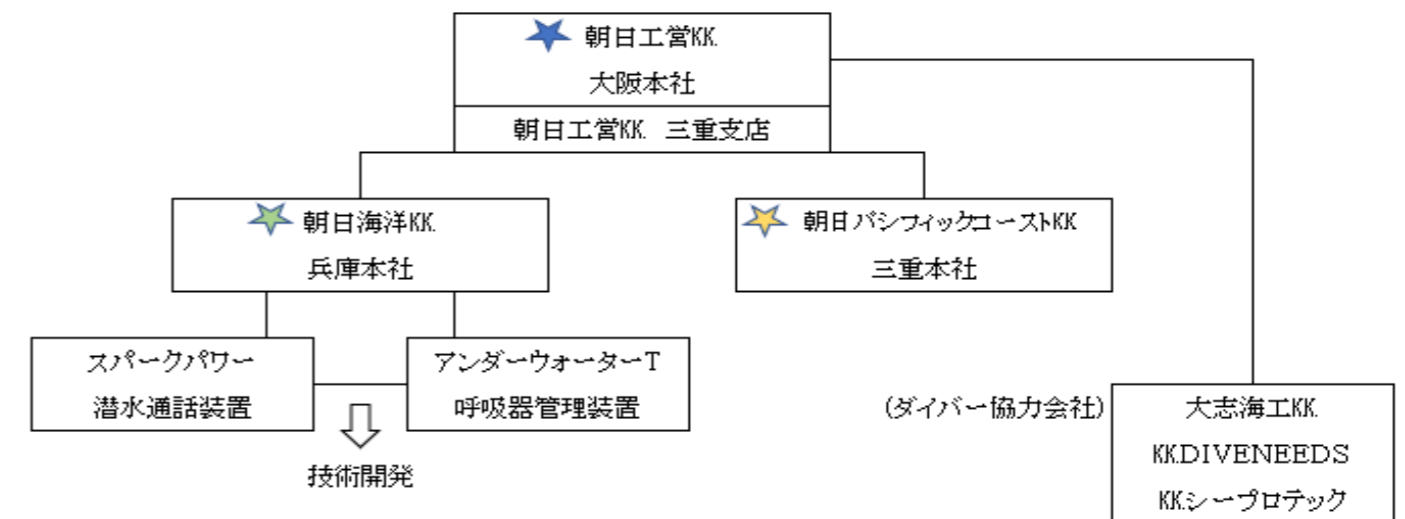 朝日工営KK.
大阪本社
朝日工営KK. 三重支店
朝日海洋KK.
兵庫本社
朝日パシフィックコーストKK
三重本社
スパークパワー
潜水通話装置
アンダーウォーターT
呼吸器管理装置
技術開発
(ダイバー協力会社)
大志海工KK.
KK.DIVENEEDS
KK.シープロテック